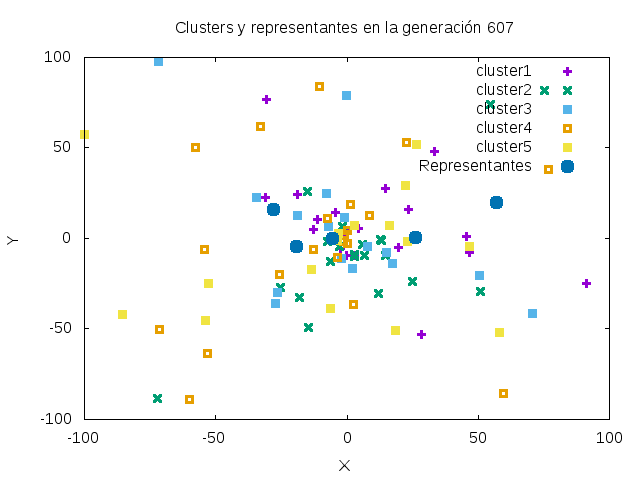 Clusters y representantes en la generación 607
100
50
0
-50
-100
-100
-50
0
50
100
Y
X
cluster1
cluster2
cluster3
cluster4
cluster5
Representantes